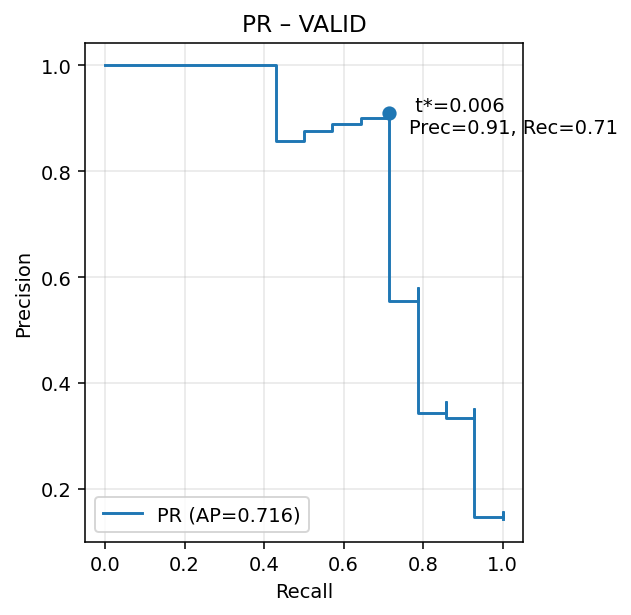 PR – VALID
1.0
0.8
0.6
0.4
0.2
Precision
t*=0.006
Prec=0.91, Rec=0.71
PR (AP=0.716)
0.0 0.2 0.4 0.6 0.8 1.0
Recall